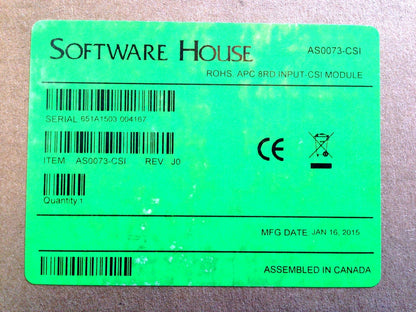 SOFTWARE HOUSE
AS0073-CSI
ROHS, APC 8RD INPUT-CSI MODULE
SERIAL 651A1503 004167
ITEM AS0073-CSI REV. J0
CE
Quantity:1
MFG DATE JAN 16, 2015
ASSEMBLED IN CANADA